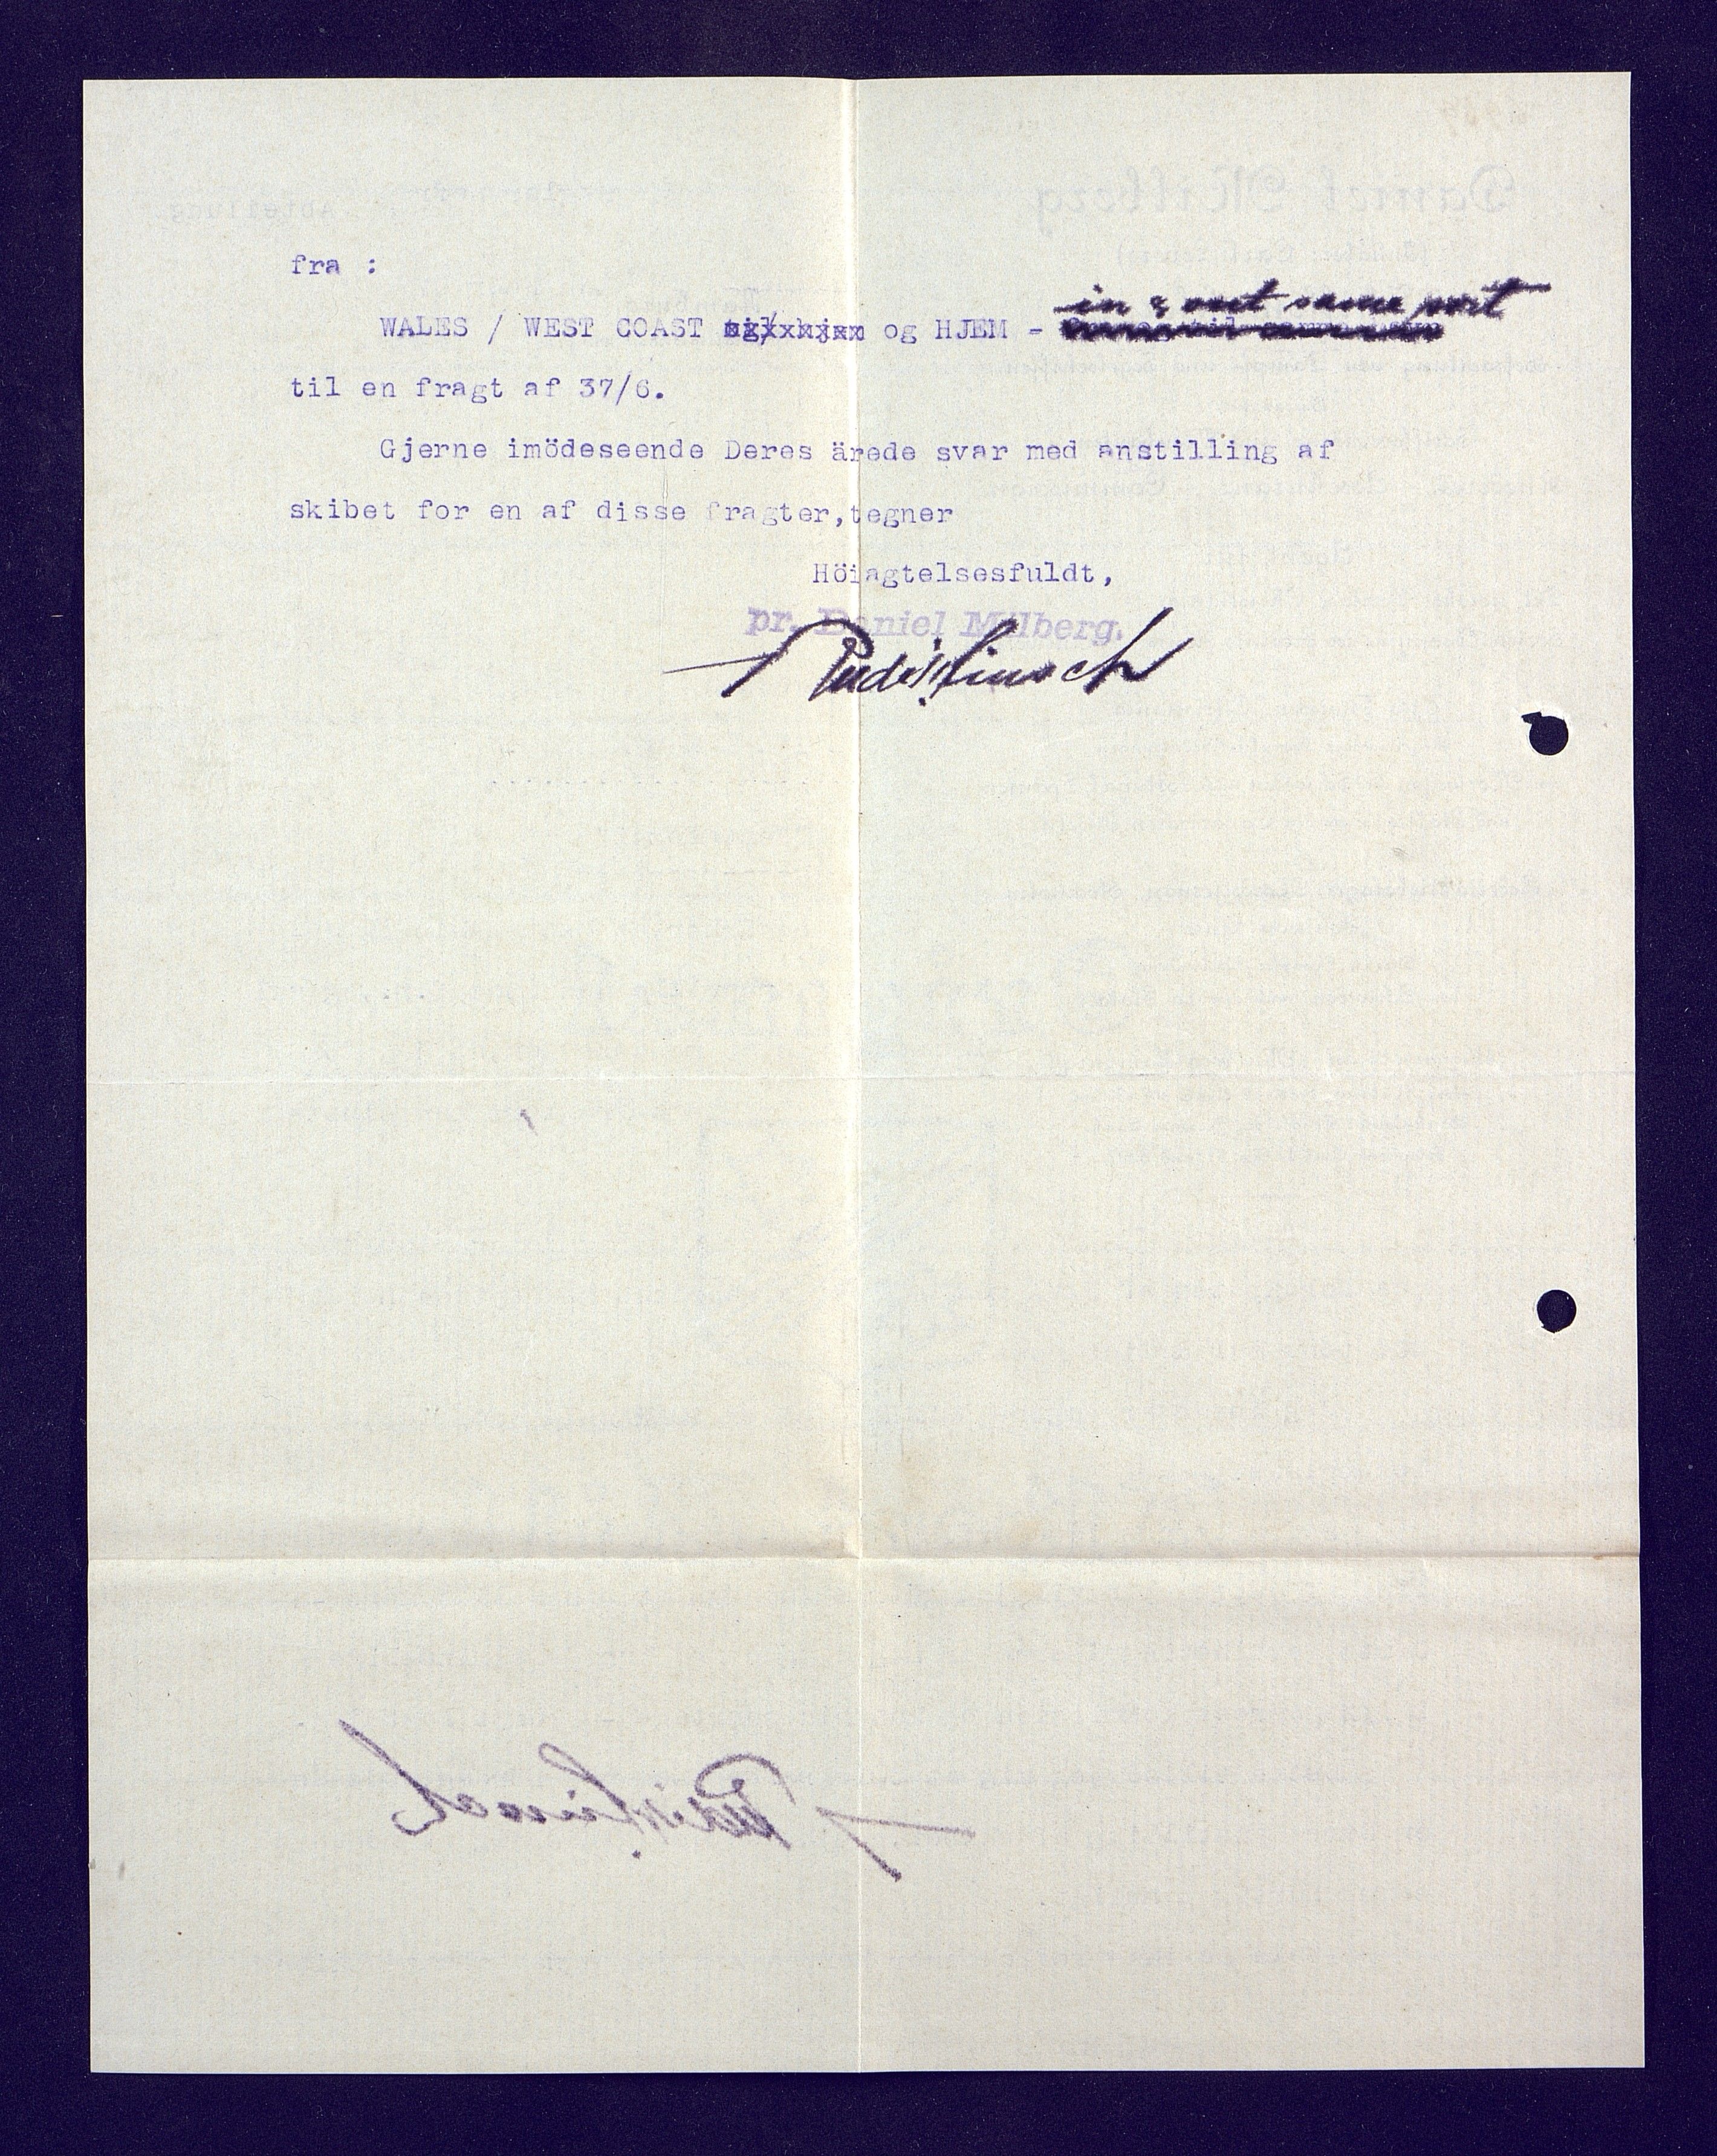 fra :
in & out same port
WALES / WEST COAST og HJEM -
til en fragt af 37/6.
Gjerne imödeseende Deres ärede svar med anstilling af
skibet for en af disse fragter,tegner
Höiagtelsesfuldt,
pr. Daniel Milberg.